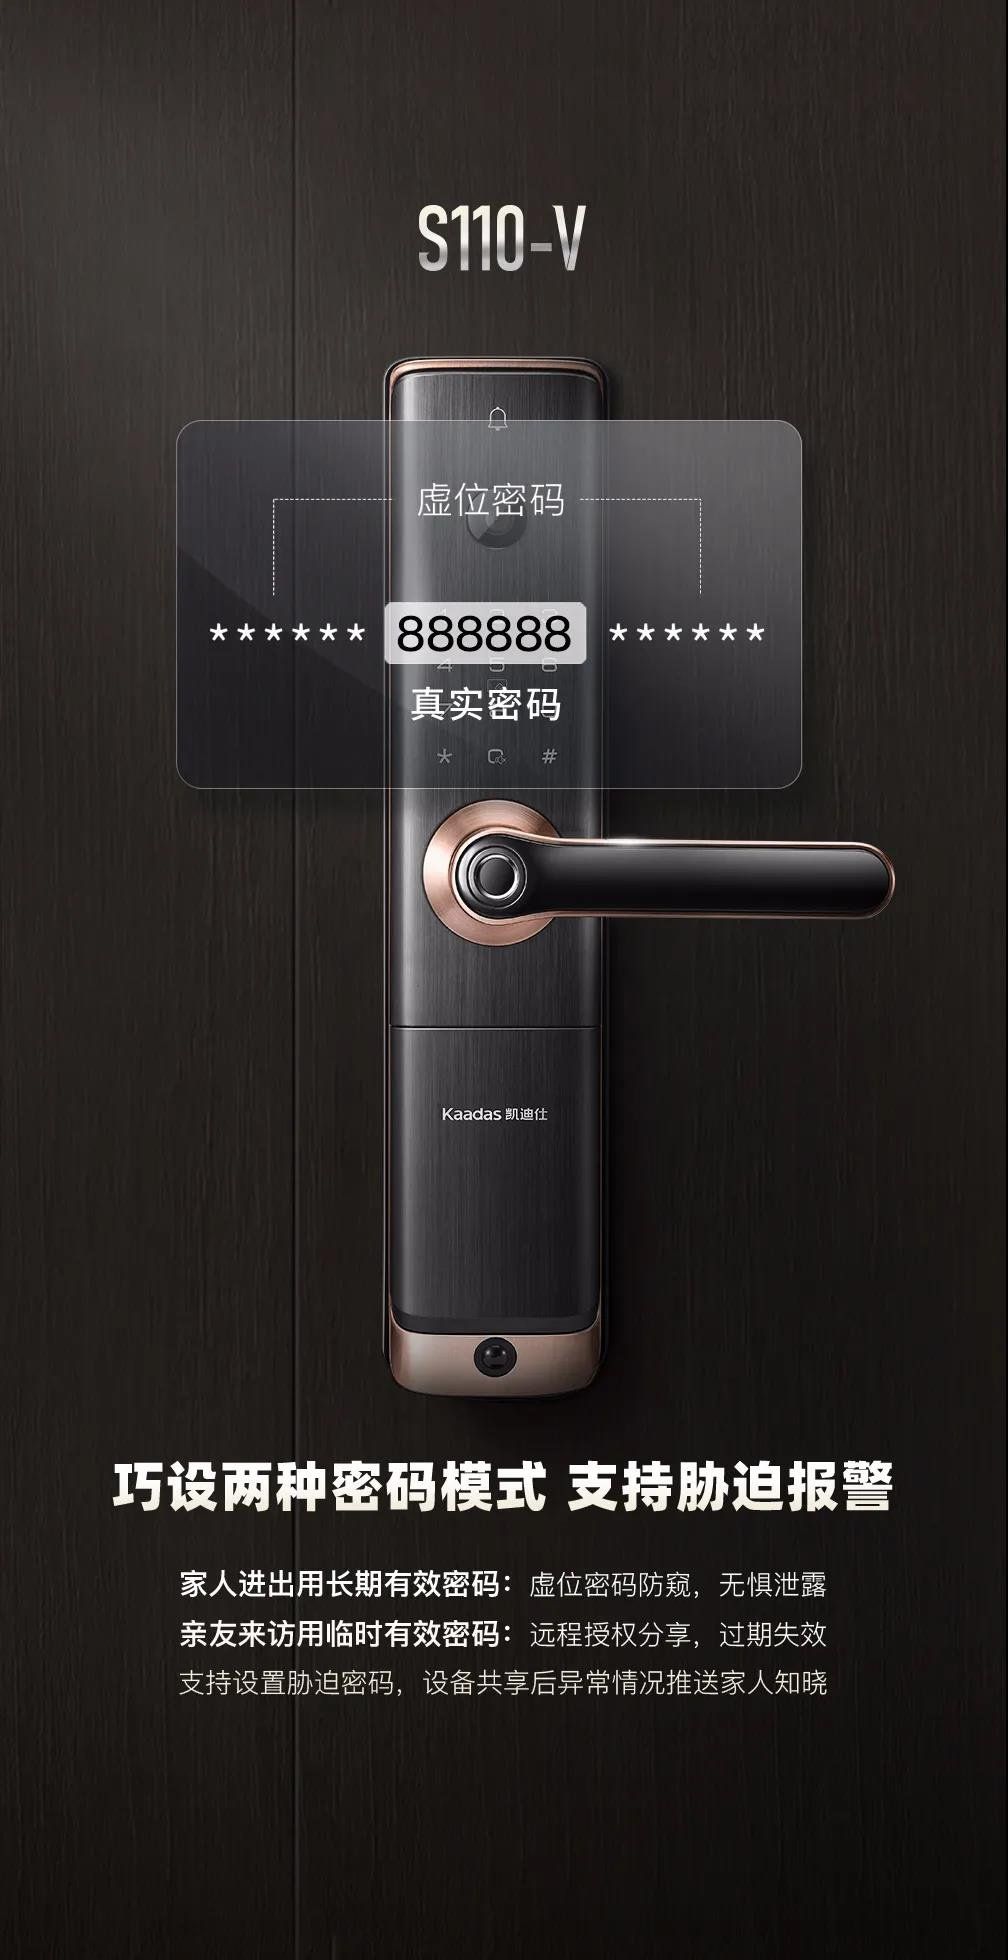 S110-V
虚位密码
****** 888888 ******
真实密码
* #
Kaadas 凯迪仕
巧设两种密码模式 支持胁迫报警
家人进出用长期有效密码：虚位密码防窥，无惧泄露
亲友来访用临时有效密码：远程授权分享，过期失效
支持设置胁迫密码，设备共享后异常情况推送家人知晓